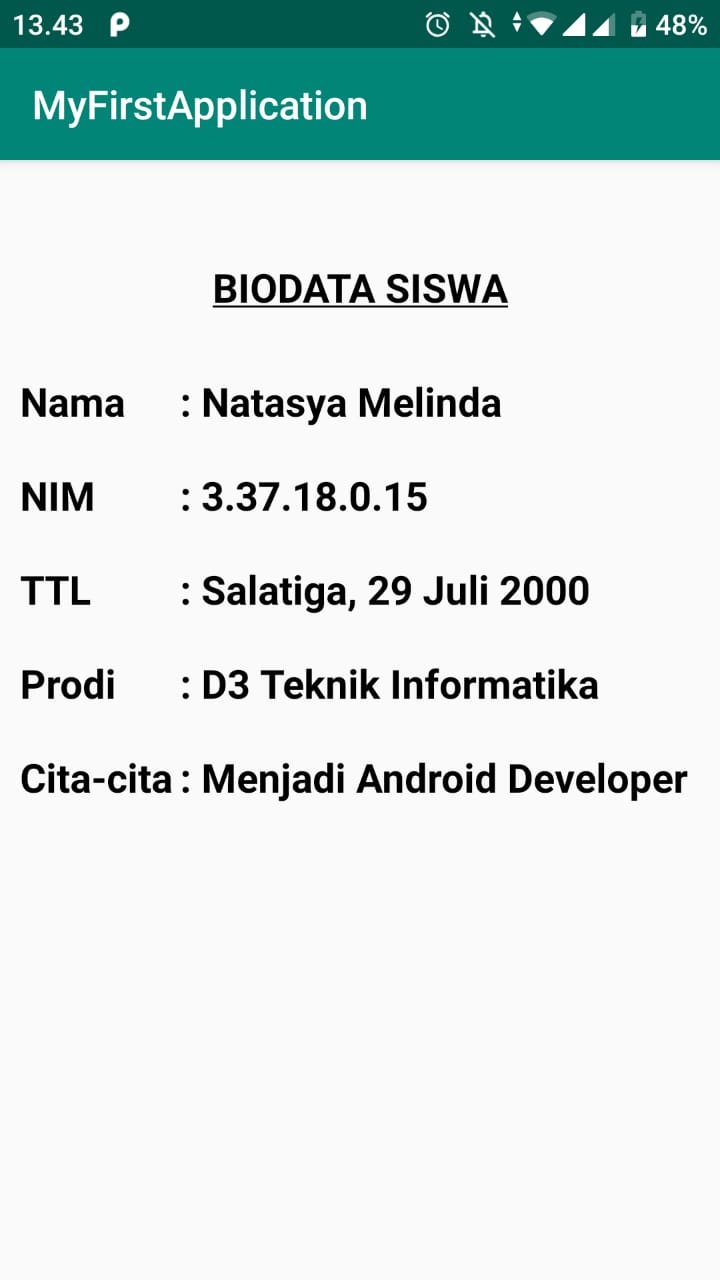 13.43 P 48%
MyFirstApplication
BIODATA SISWA
Nama : Natasya Melinda
NIM : 3.37.18.0.15
TTL : Salatiga, 29 Juli 2000
Prodi : D3 Teknik Informatika
Cita-cita : Menjadi Android Developer